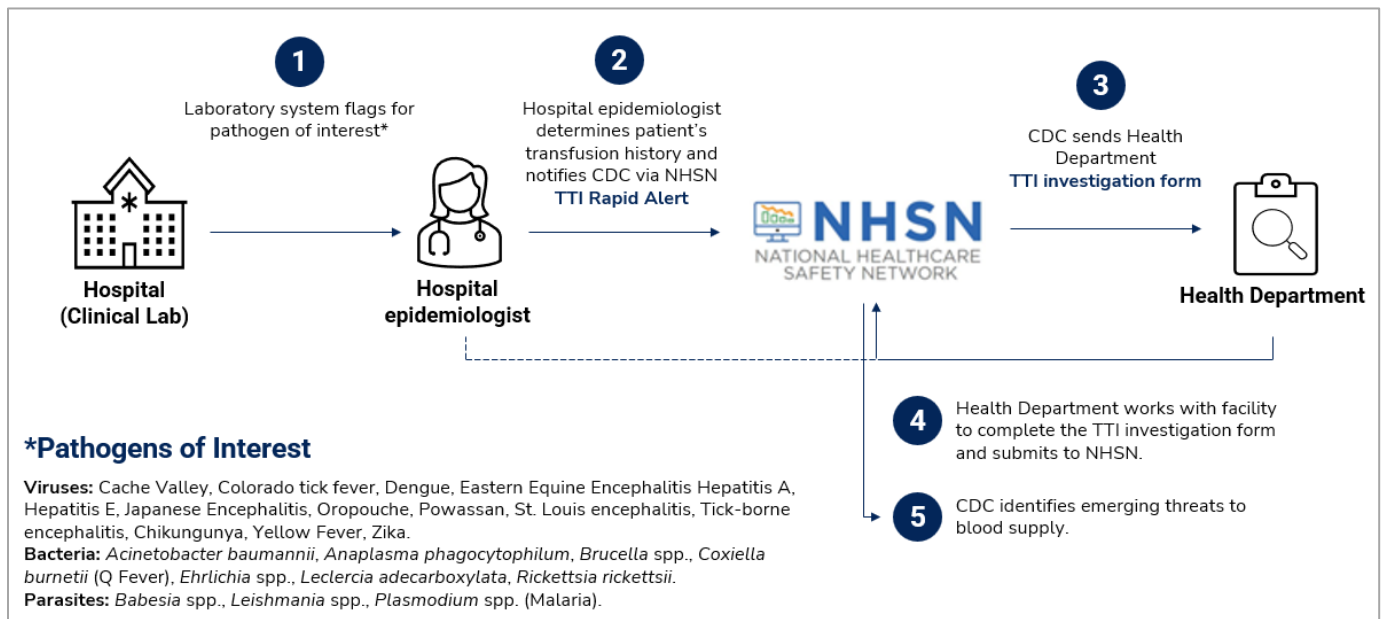 1
Laboratory system flags for
pathogen of interest*
2
Hospital epidemiologist
determines patient's
transfusion history and
notifies CDC via NHSN
TTI Rapid Alert
3
CDC sends Health
Department
TTI investigation form
Hospital
(Clinical Lab)
Hospital
epidemiologist
NHSN
NATIONAL HEALTHCARE
SAFETY NETWORK
Health Department
4
Health Department works with facility
to complete the TTI investigation form
and submits to NHSN.
5
CDC identifies emerging threats to
blood supply.
*Pathogens of Interest
Viruses: Cache Valley, Colorado tick fever, Dengue, Eastern Equine Encephalitis Hepatitis A,
Hepatitis E, Japanese Encephalitis, Oropouche, Powassan, St. Louis encephalitis, Tick-borne
encephalitis, Chikungunya, Yellow Fever, Zika.
Bacteria: Acinetobacter baumannii, Anaplasma phagocytophilum, Brucella spp., Coxiella
burnetii (Q Fever), Ehrlichia spp., Leclercia adecarboxylata, Rickettsia rickettsii.
Parasites: Babesia spp., Leishmania spp., Plasmodium spp. (Malaria).